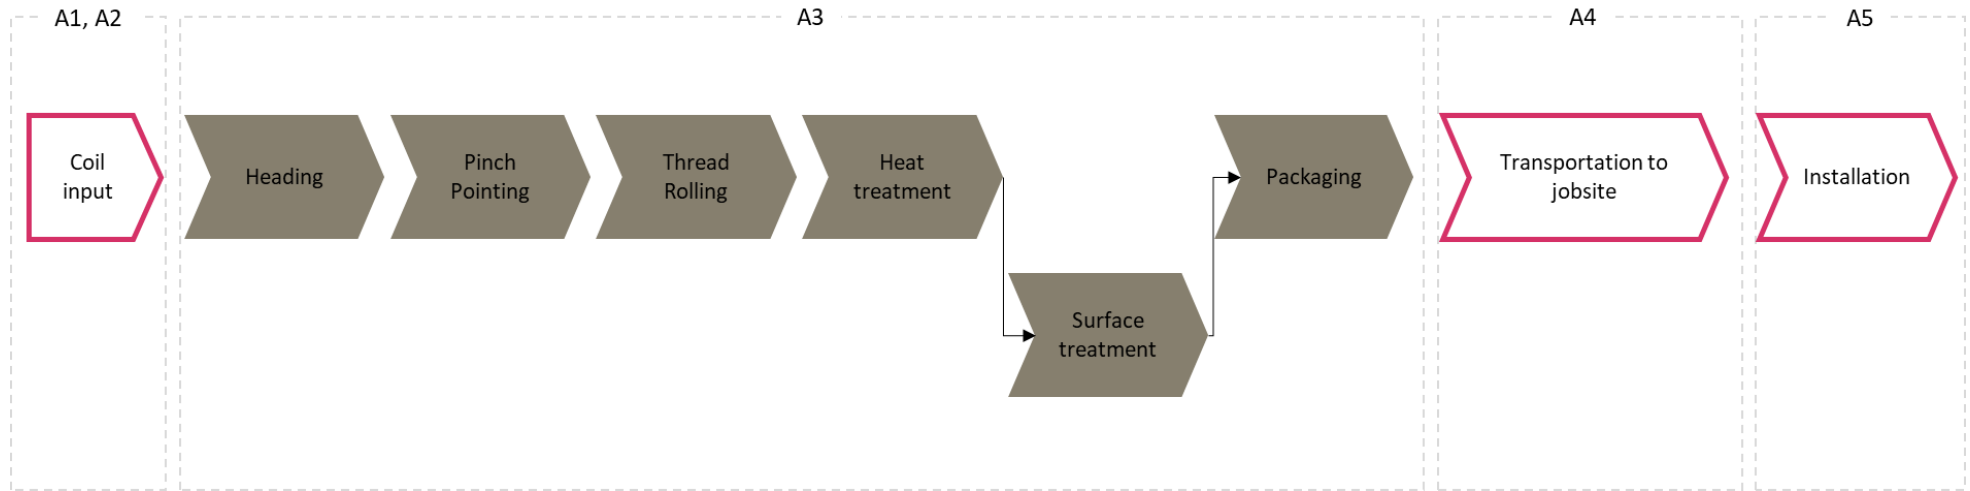 A1, A2
A3
A4
A5
Coil
input
Heading
Pinch
Pointing
Thread
Rolling
Heat
treatment
Surface
treatment
Packaging
Transportation to
jobsite
Installation